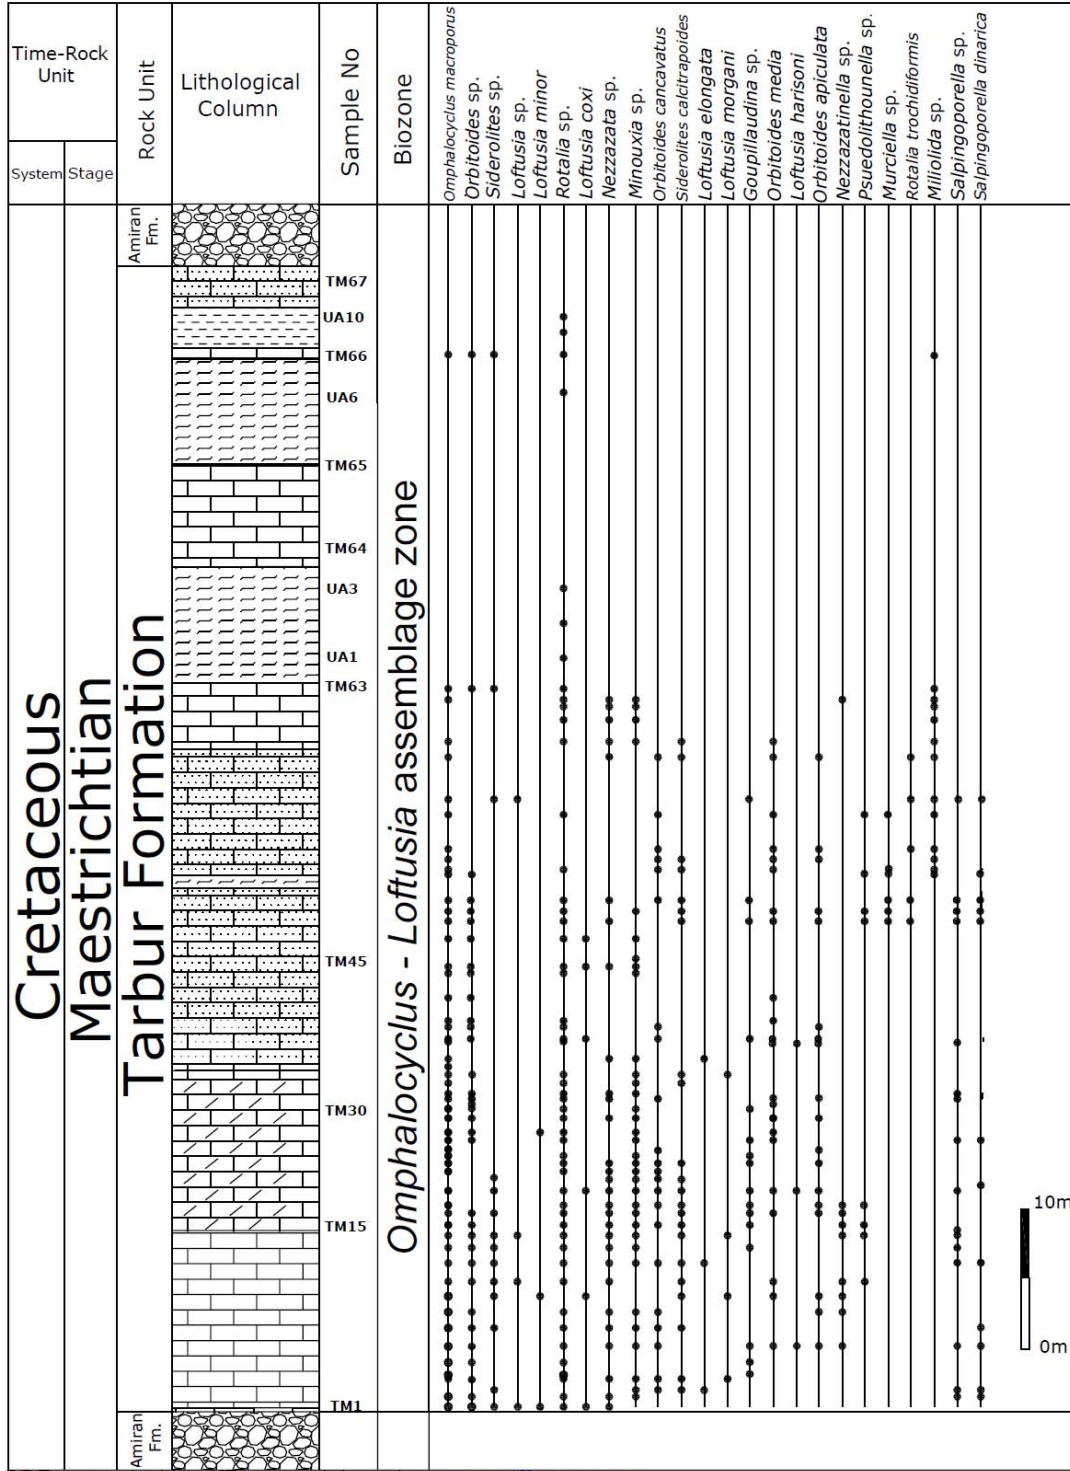 Time-Rock
Unit
System
Stage
Rock Unit
Lithological
Column
Sample No
Biozone
Omphalocyclus macroporus
Orbitoides sp.
Siderolites sp.
Loftusia sp.
Loftusia minor
Rotalia sp.
Loftusia coxi
Nezzazata sp.
Minouxia sp.
Orbitoides cancavatus
Siderolites calcitrapoides
Loftusia elongata
Loftusia morgani
Goupillaudina sp.
Orbitoides media
Loftusia harisoni
Orbitoides apiculata
Nezzazzatinella sp.
Psuedolithounella sp.
Murciella sp.
Rotalia trochidiformis
Miliolida sp.
Salpingoporella sp.
Salpingoporella dinarica
Cretaceous
Maestrichtian
Amiran
Fm.
Tarbur Formation
Amiran
Fm.
TM67
UA10
TM66
UA6
TM65
TM64
UA3
UA1
TM63
TM45
TM30
TM15
TM1
Omphalocyclus - Loftusia assemblage zone
10m
0m